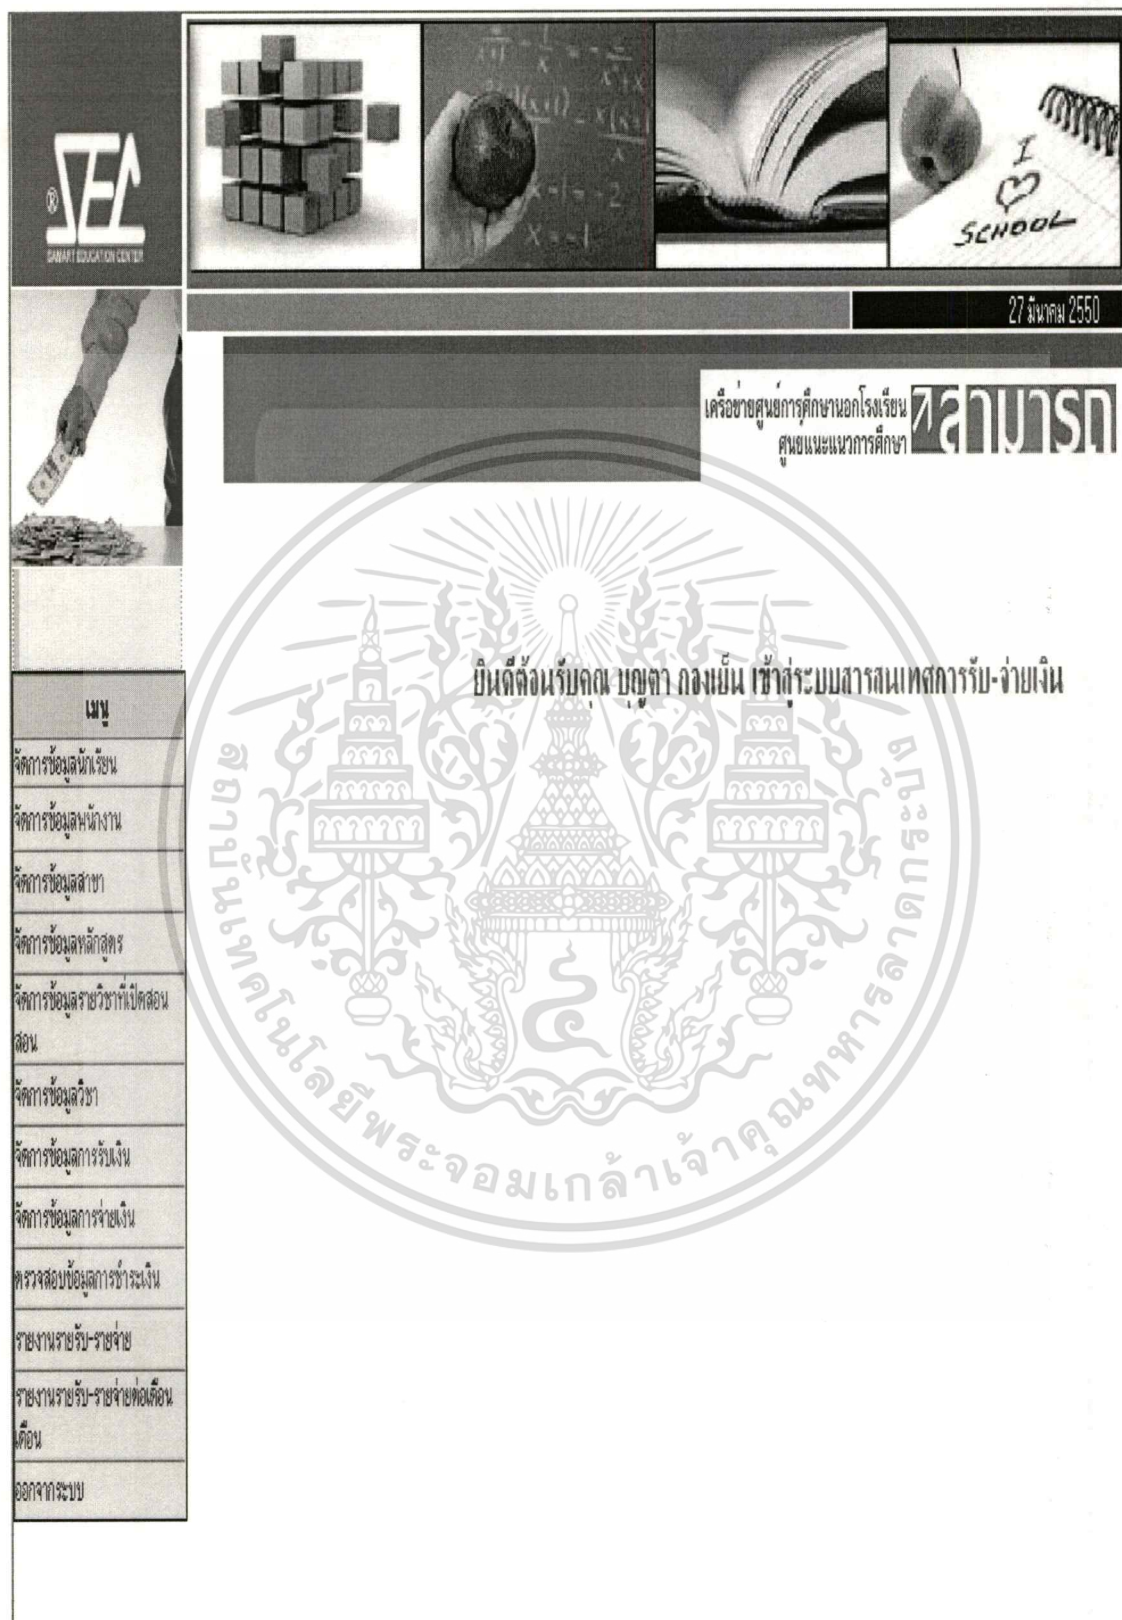 ®SEC
SAMART EDUCATION CENTER
x = -1
I
SCHOOL
27 มีนาคม 2550
เครือข่ายศูนย์การศึกษานอกโรงเรียน
ศูนย์แนะแนวการศึกษา
สามารถ
ยินดีต้อนรับคุณ บุญตา กองเย็น เข้าสู่ระบบสารสนเทศการรับ-จ่ายเงิน
เมนู
จัดการข้อมูลนักเรียน
จัดการข้อมูลพนักงาน
จัดการข้อมูลสาขา
จัดการข้อมูลหลักสูตร
จัดการข้อมูลรายวิชาที่เปิดสอน
สอน
จัดการข้อมูลวิชา
จัดการข้อมูลการรับเงิน
จัดการข้อมูลการจ่ายเงิน
ตรวจสอบข้อมูลการชำระเงิน
รายงานรายรับ-รายจ่าย
รายงานรายรับ-รายจ่ายต่อเดือน
เดือน
ออกจากระบบ
สถาบันเทคโนโลยีพระจอมเกล้าเจ้าคุณทหารลาดกระบัง